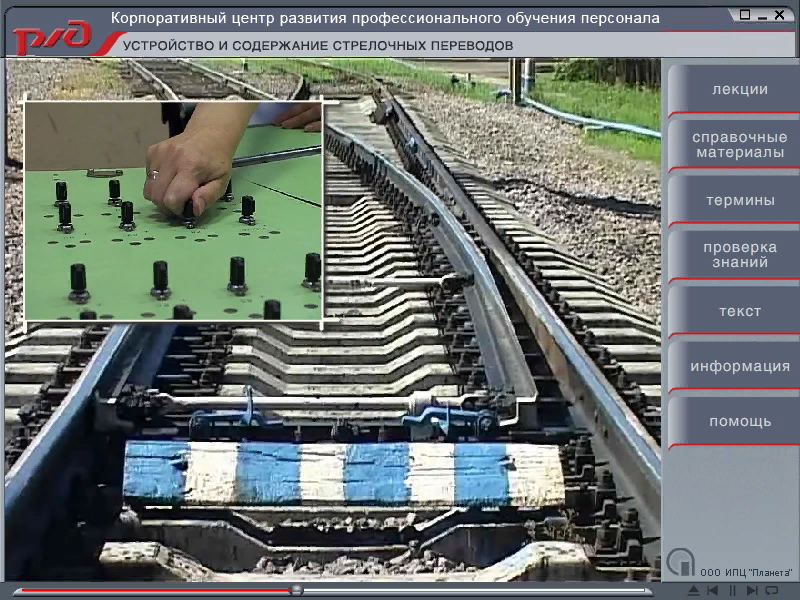 Корпоративный центр развития профессионального обучения персонала
ржд
УСТРОЙСТВО И СОДЕРЖАНИЕ СТРЕЛОЧНЫХ ПЕРЕВОДОВ
лекции
справочные
материалы
термины
проверка
знаний
текст
информация
помощь
ООО ИПЦ "Планета"